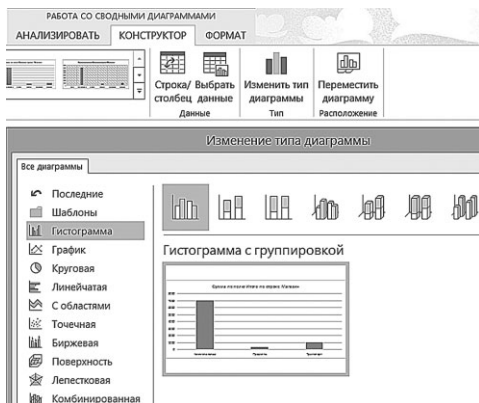 РАБОТА СО СВОДНЫМИ ДИАГРАММАМИ
АНАЛИЗИРОВАТЬ КОНСТРУКТОР ФОРМАТ
Строка/ столбец
Выбрать данные
Изменить тип диаграммы
Переместить диаграмму
Данные Тип Расположение
Изменение типа диаграммы
Все диаграммы
Последние
Шаблоны
Гистограмма
График
Круговая
Линейчатая
С областями
Точечная
Биржевая
Поверхность
Лепестковая
Комбинированная
Гистограмма с группировкой